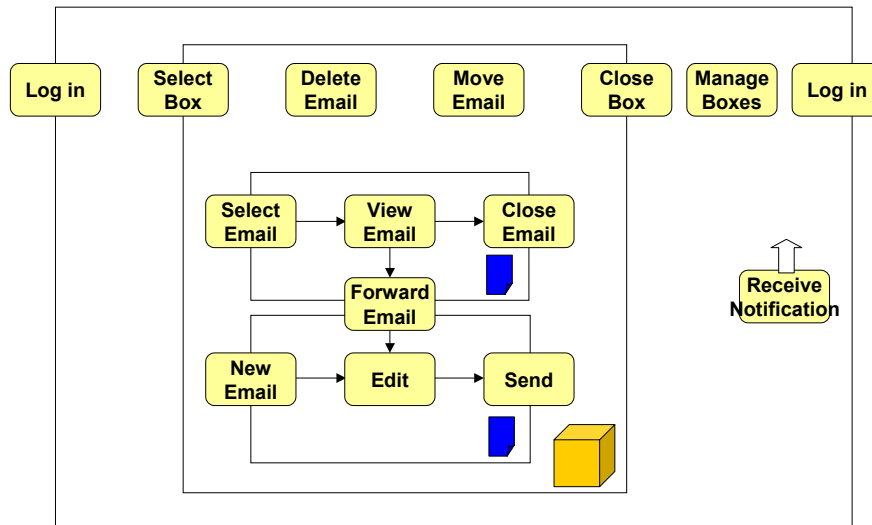 Log in
Select
Box
Delete
Email
Move
Email
Close
Box
Manage
Boxes
Log in
Select
Email
View
Email
Close
Email
Forward
Email
Receive
Notification
New
Email
Edit
Send